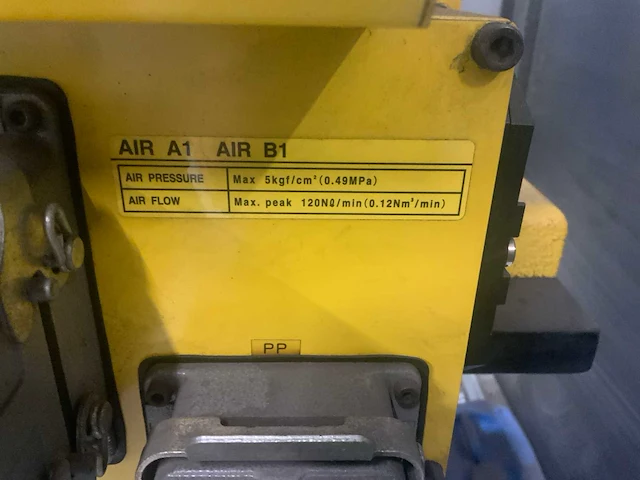 AIR A1 AIR B1
AIR PRESSURE Max 5kgf/cm²(0.49MPa)
AIR FLOW Max. peak 120Nℓ/min(0.12Nm³/min)
PP